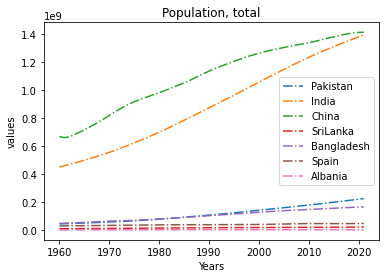 Population, total
1e9
1.4
1.2
1.0
0.8
0.6
0.4
0.2
0.0
values
Pakistan
India
China
SriLanka
Bangladesh
Spain
Albania
1960 1970 1980 1990 2000 2010 2020
Years